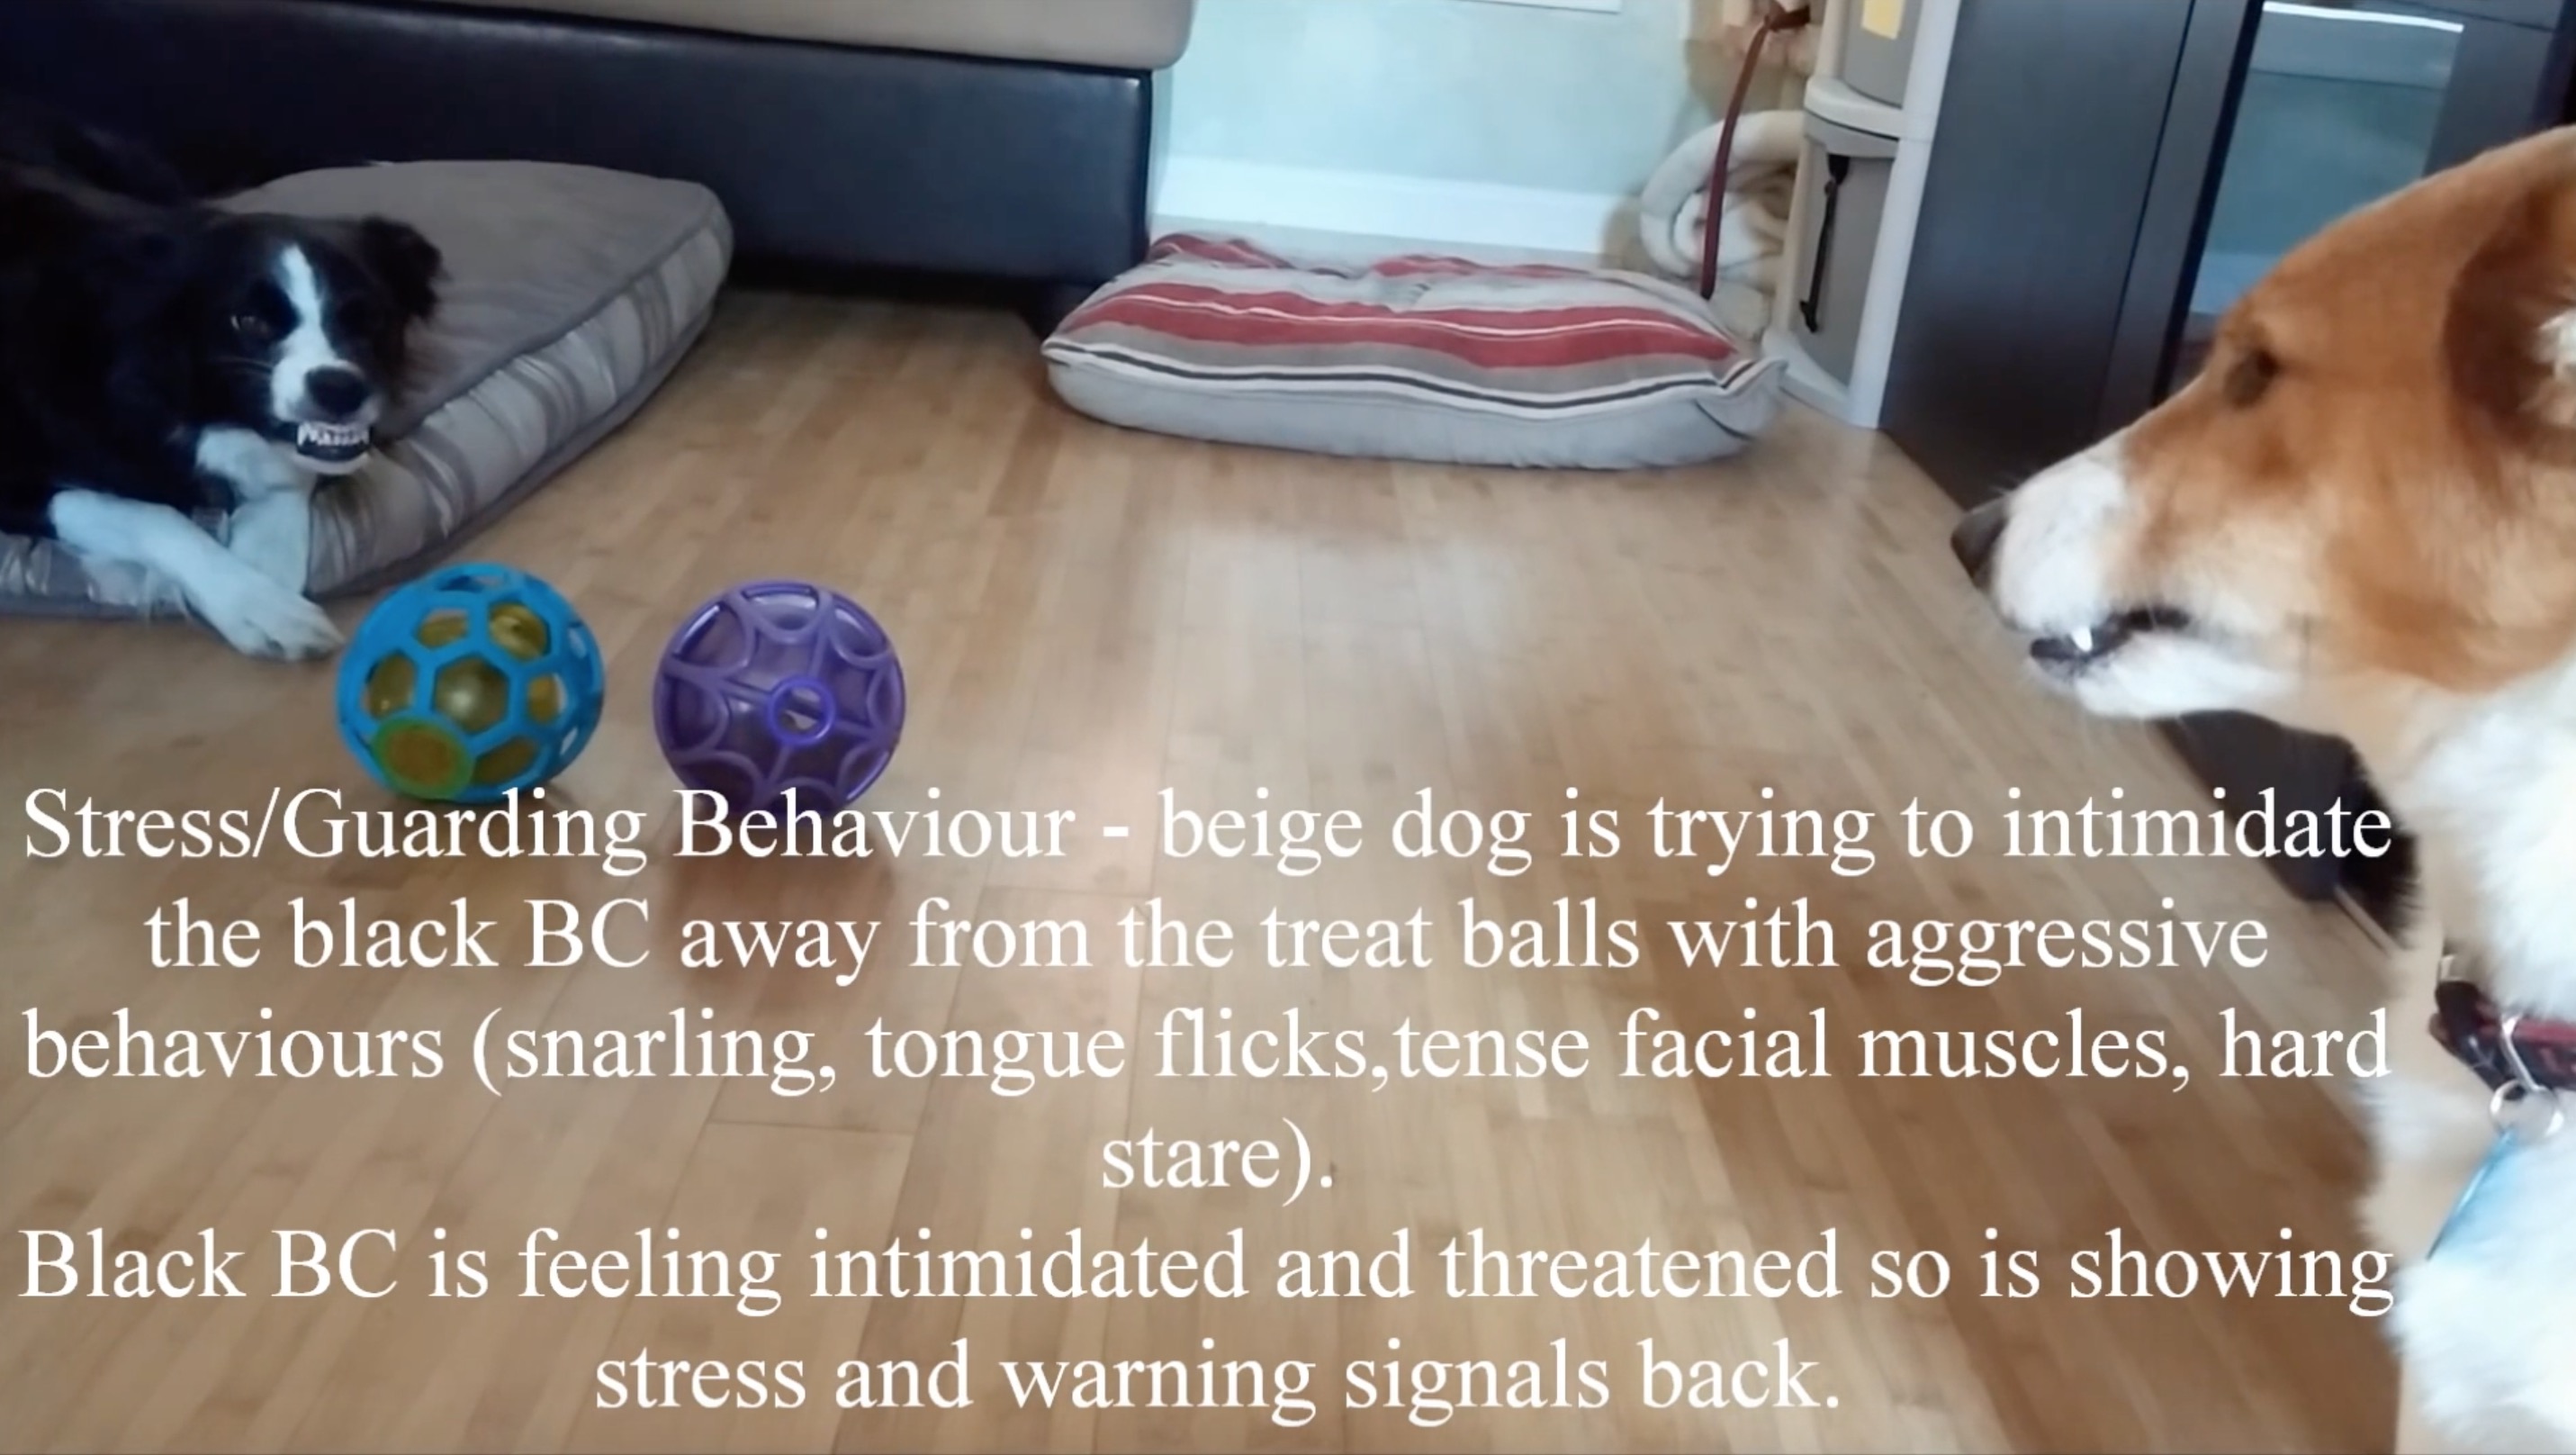 Stress/Guarding Behaviour - beige dog is trying to intimidate
the black BC away from the treat balls with aggressive
behaviours (snarling, tongue flicks,tense facial muscles, hard
stare).
Black BC is feeling intimidated and threatened so is showing
stress and warning signals back.